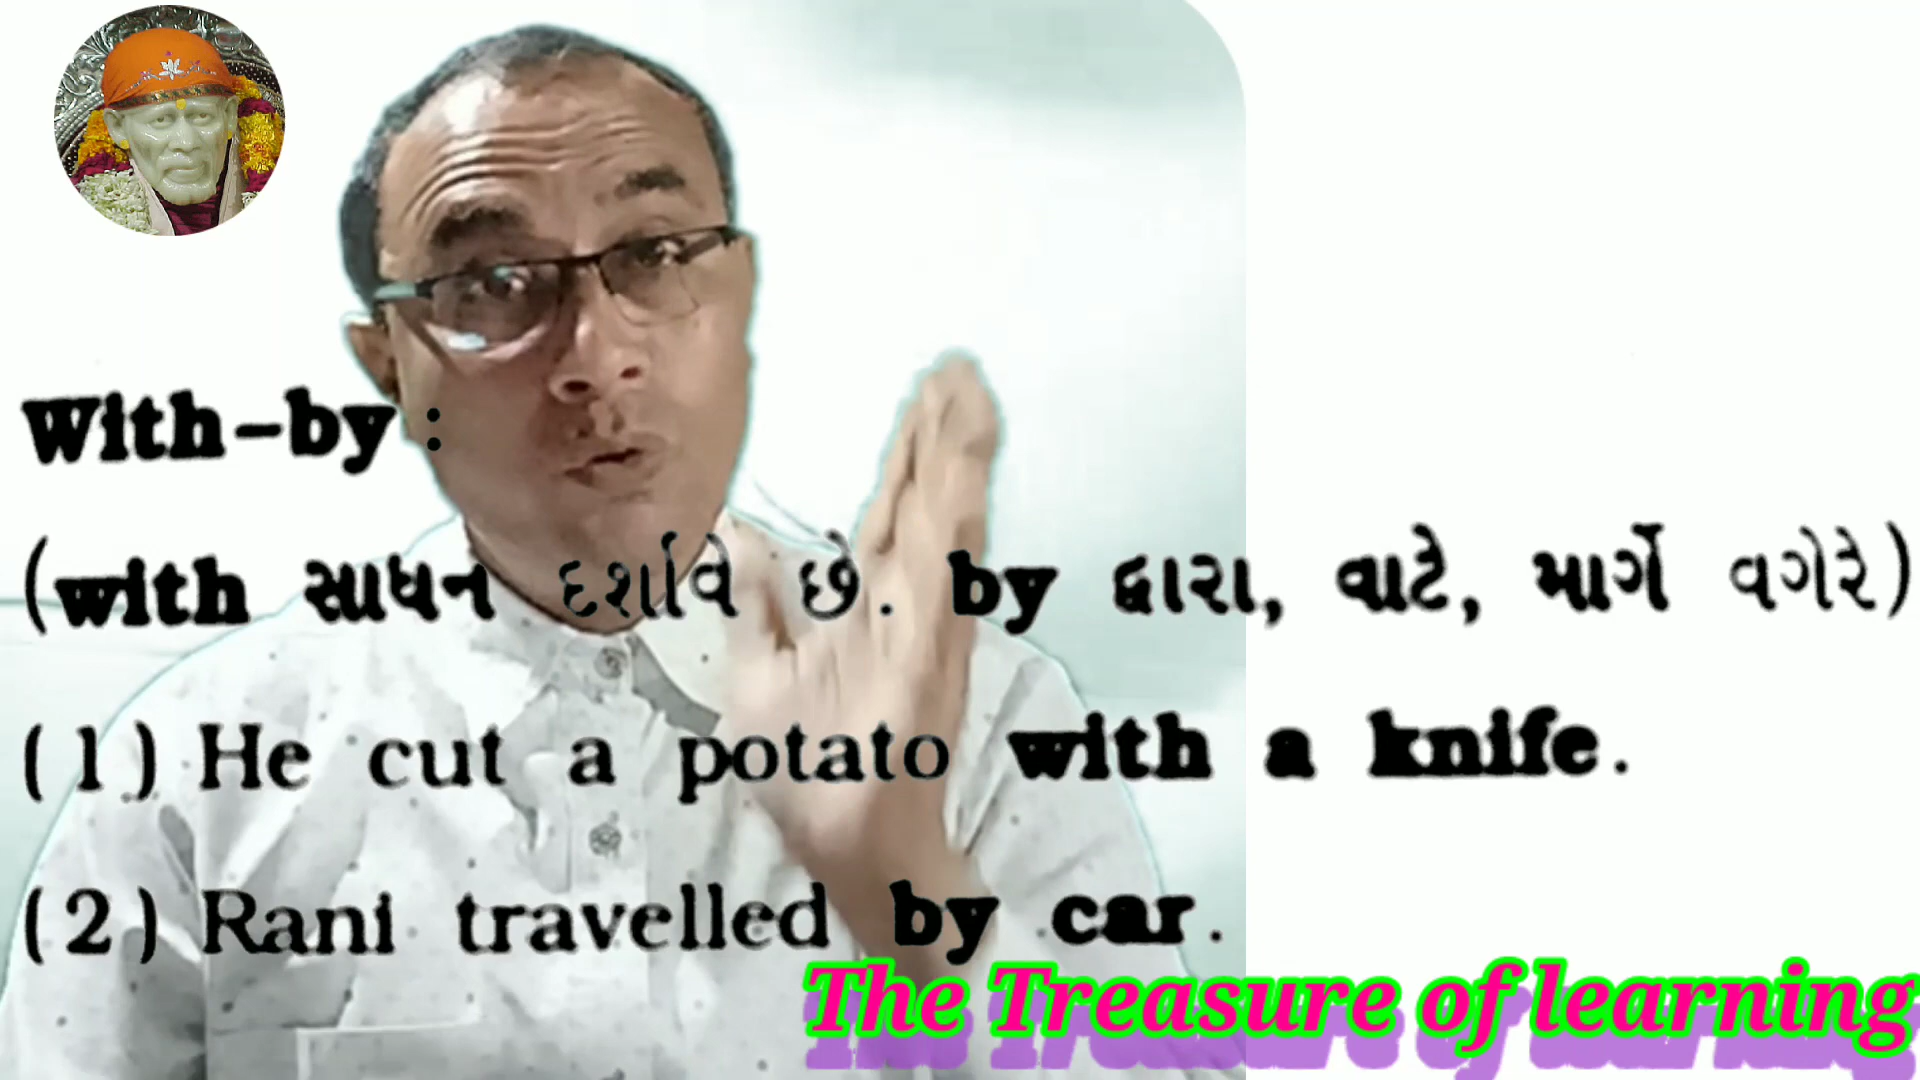 With-by :
(with સાધન દર્શાવે છે. by દ્વારા, વાટે, માર્ગે વગેરે)
(1) He cut a potato with a knife.
(2) Rani travelled by car.
The Treasure of learning